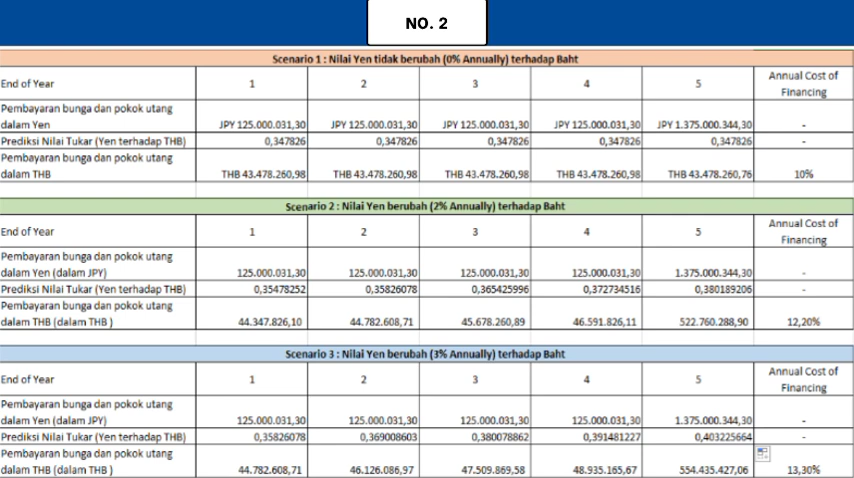 NO. 2
Scenario 1 : Nilai Yen tidak berubah (0% Annually) terhadap Baht
End of Year 1 2 3 4 5 Annual Cost of Financing
Pembayaran bunga dan pokok utang
dalam Yen JPY 125.000.031,30 JPY 125.000.031,30 JPY 125.000.031,30 JPY 125.000.031,30 JPY 1.375.000.344,30 -
Prediksi Nilai Tukar (Yen terhadap THB) 0,347826 0,347826 0,347826 0,347826 0,347826 -
Pembayaran bunga dan pokok utang
dalam THB THB 43.478.260,98 THB 43.478.260,98 THB 43.478.260,98 THB 43.478.260,98 THB 478.260.260,76 10%
Scenario 2 : Nilai Yen berubah (2% Annually) terhadap Baht
End of Year 1 2 3 4 5 Annual Cost of Financing
Pembayaran bunga dan pokok utang
dalam Yen (dalam JPY) 125.000.031,30 125.000.031,30 125.000.031,30 125.000.031,30 1.375.000.344,30 -
Prediksi Nilai Tukar (Yen terhadap THB) 0,35478252 0,35826078 0,365425996 0,372734516 0,380189206 -
Pembayaran bunga dan pokok utang
dalam THB (dalam THB ) 44.347.826,10 44.782.608,71 45.678.260,89 46.591.826,11 522.760.288,90 12,20%
Scenario 3 : Nilai Yen berubah (3% Annually) terhadap Baht
End of Year 1 2 3 4 5 Annual Cost of Financing
Pembayaran bunga dan pokok utang
dalam Yen (dalam JPY) 125.000.031,30 125.000.031,30 125.000.031,30 125.000.031,30 1.375.000.344,30 -
Prediksi Nilai Tukar (Yen terhadap THB) 0,35826078 0,369008603 0,380078862 0,391481227 0,403225664 -
Pembayaran bunga dan pokok utang
dalam THB (dalam THB ) 44.782.608,71 46.126.086,97 47.509.869,58 48.935.165,67 554.435.427,06 13,30%